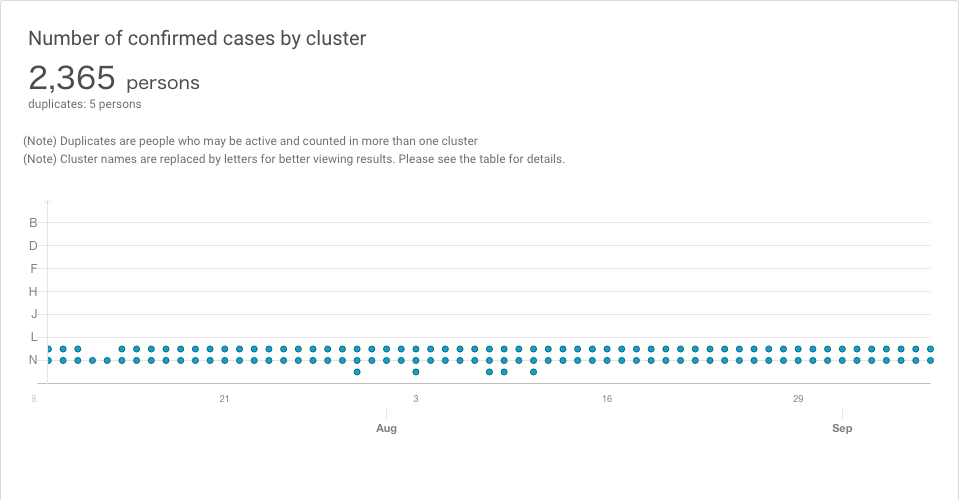 Number of confirmed cases by cluster
2,365 persons
duplicates: 5 persons
(Note) Duplicates are people who may be active and counted in more than one cluster
(Note) Cluster names are replaced by letters for better viewing results. Please see the table for details.
B
D
F
H
J
L
N
8 21 3 16 29
Aug Sep